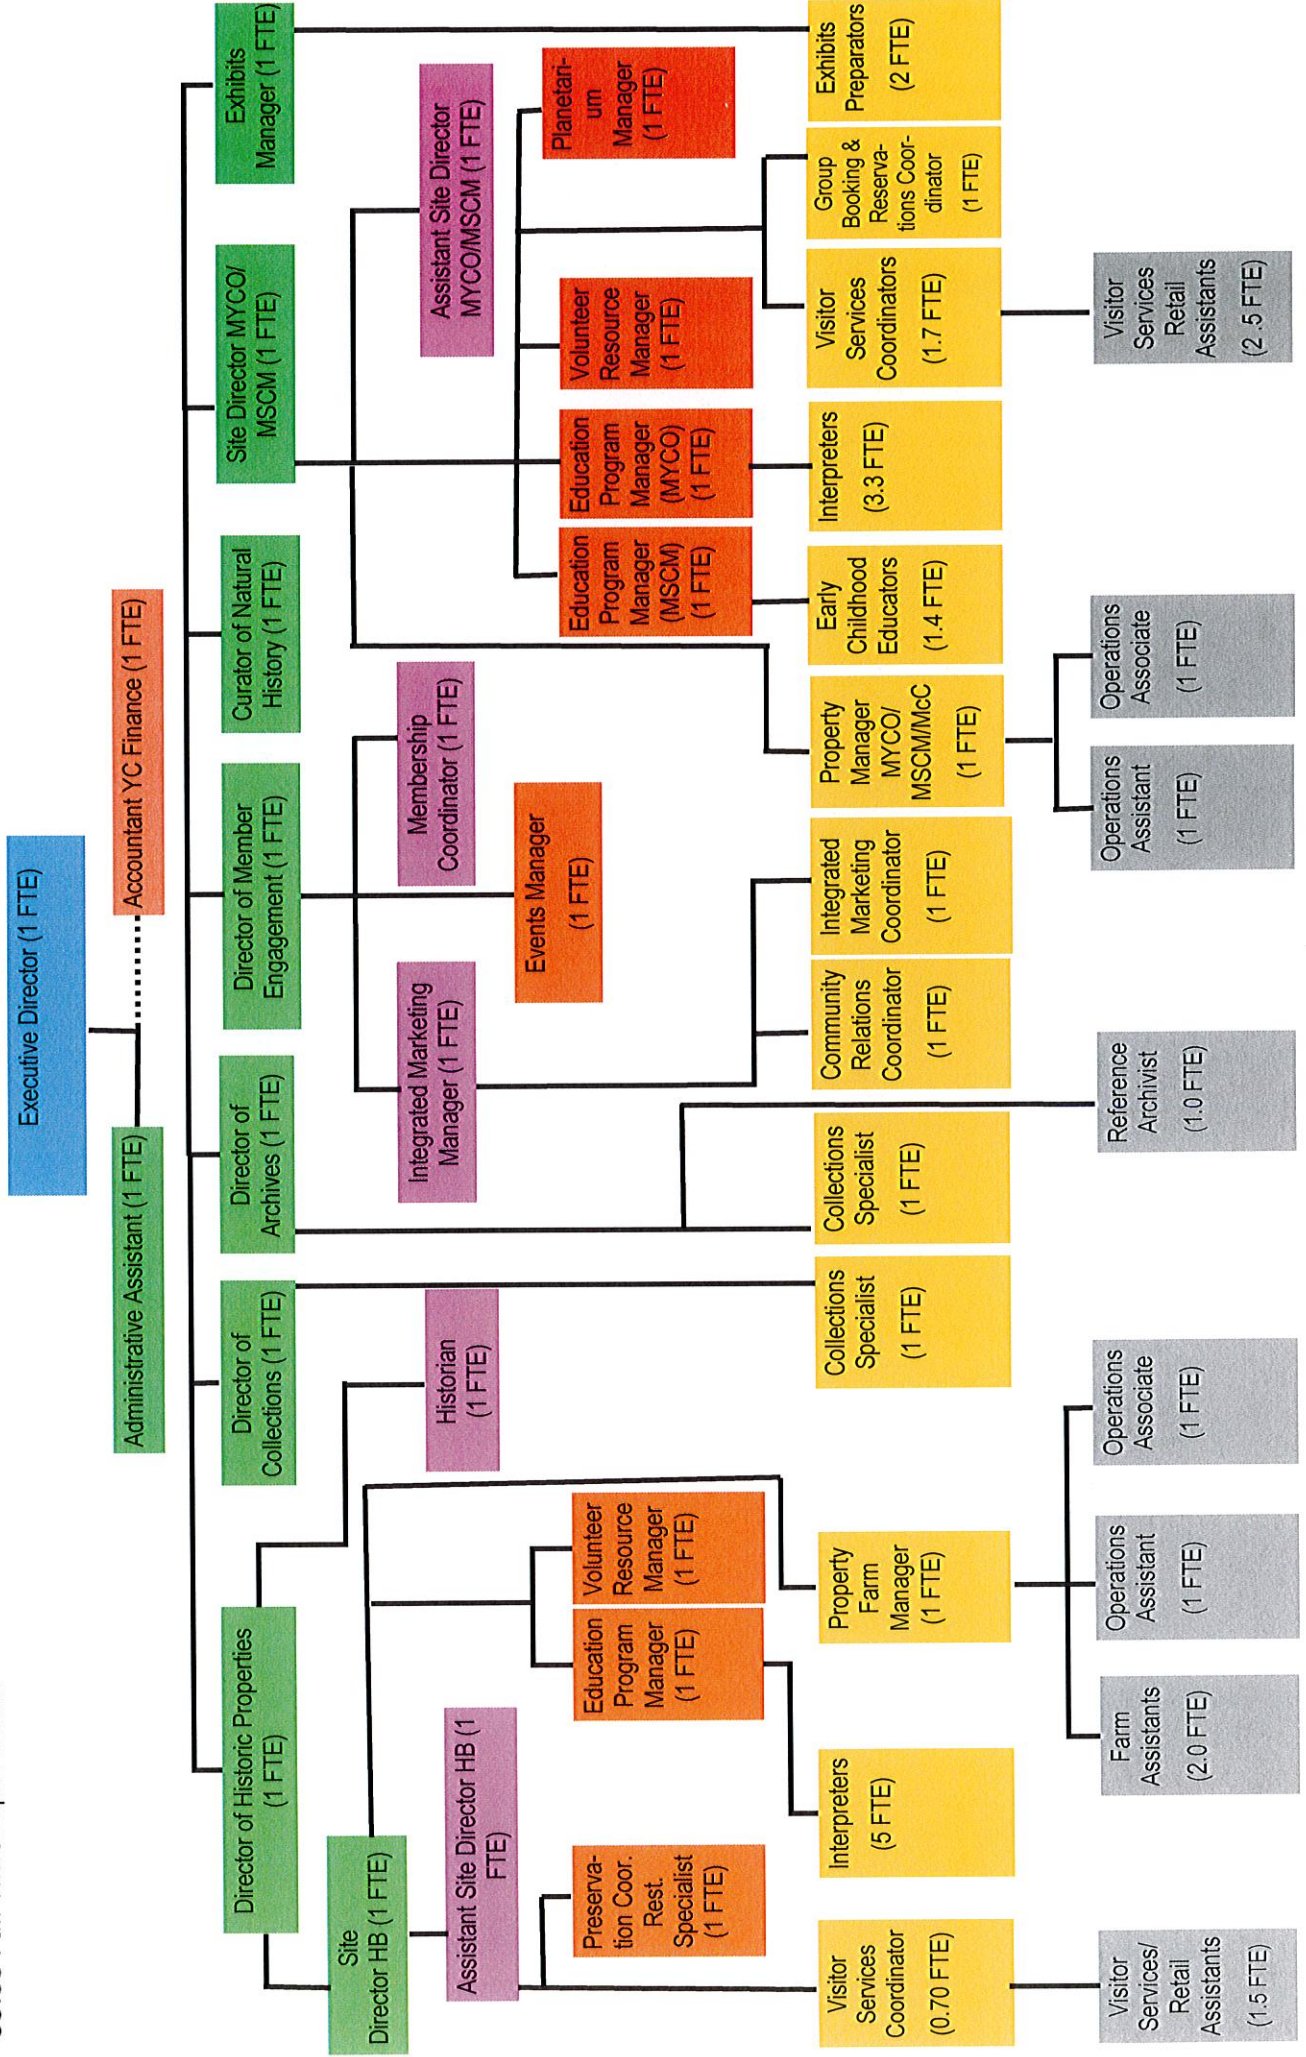 Executive Director (1 FTE)
Administrative Assistant (1 FTE)
Accountant YC Finance (1 FTE)
Director of Historic Properties
(1 FTE)
Director of
Collections (1 FTE)
Director of
Archives (1 FTE)
Director of Member
Engagement (1 FTE)
Curator of Natural
History (1 FTE)
Site Director MYCO/
MSCM (1 FTE)
Exhibits
Manager (1 FTE)
Site
Director HB (1 FTE)
Historian
(1 FTE)
Integrated Marketing
Manager (1 FTE)
Membership
Coordinator (1 FTE)
Assistant Site Director
MYCO/MSCM (1 FTE)
Assistant Site Director HB (1
FTE)
Events Manager
(1 FTE)
Preserva-
tion Coor.
Rest.
Specialist
(1 FTE)
Education
Program
Manager
(1 FTE)
Volunteer
Resource
Manager
(1 FTE)
Education
Program
Manager
(MSCM)
(1 FTE)
Education
Program
Manager
(MYCO)
(1 FTE)
Volunteer
Resource
Manager
(1 FTE)
Planetari-
um
Manager
(1 FTE)
Visitor
Services
Coordinator
(0.70 FTE)
Interpreters
(5 FTE)
Property
Farm
Manager
(1 FTE)
Collections
Specialist
(1 FTE)
Collections
Specialist
(1 FTE)
Community
Relations
Coordinator
(1 FTE)
Integrated
Marketing
Coordinator
(1 FTE)
Property
Manager
MYCO/
MSCM/McC
(1 FTE)
Early
Childhood
Educators
(1.4 FTE)
Interpreters
(3.3 FTE)
Visitor
Services
Coordinators
(1.7 FTE)
Group
Booking &
Reserva-
tions Coor-
dinator
(1 FTE)
Exhibits
Preparators
(2 FTE)
Visitor
Services/
Retail
Assistants
(1.5 FTE)
Farm
Assistants
(2.0 FTE)
Operations
Assistant
(1 FTE)
Operations
Associate
(1 FTE)
Reference
Archivist
(1.0 FTE)
Operations
Assistant
(1 FTE)
Operations
Associate
(1 FTE)
Visitor
Services
Retail
Assistants
(2 .5 FTE)